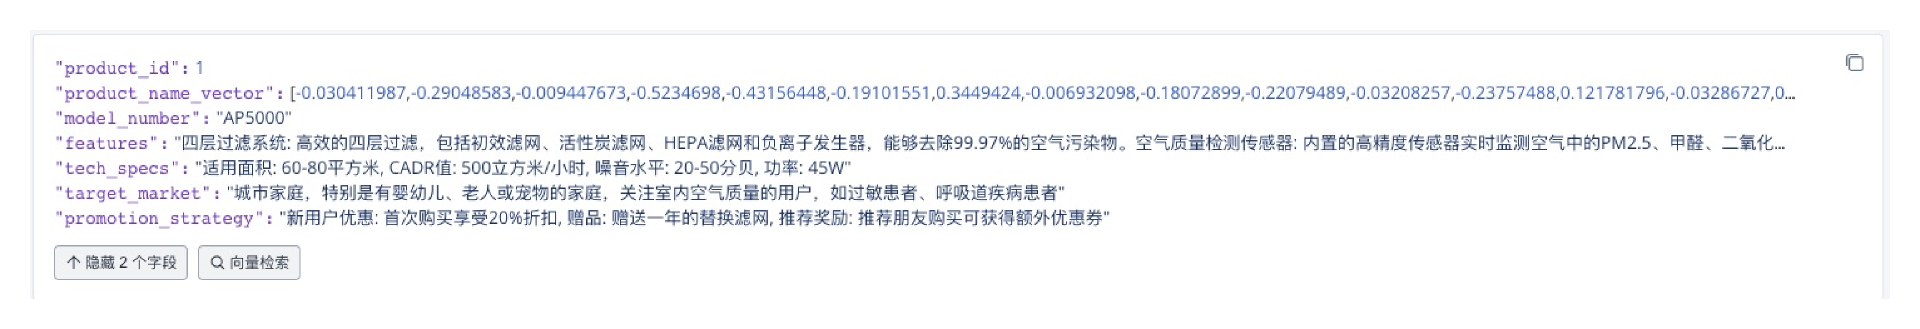 "product_id": 1
"product_name_vector": [-0.030411987,-0.29048583,-0.009447673,-0.5234698,-0.43156448,-0.19101551,0.3449424,-0.006932098,-0.18072899,-0.22079489,-0.03208257,-0.23757488,0.121781796,-0.03286727,0...
"model_number": "AP5000"
"features": "四层过滤系统: 高效的四层过滤，包括初效滤网、活性炭滤网、HEPA滤网和负离子发生器，能够去除99.97%的空气污染物。空气质量检测传感器: 内置的高精度传感器实时监测空气中的PM2.5、甲醛、二氧化...
"tech_specs": "适用面积: 60-80平方米, CADR值: 500立方米/小时, 噪音水平: 20-50分贝, 功率: 45W"
"target_market": "城市家庭，特别是有婴幼儿、老人或宠物的家庭，关注室内空气质量的用户，如过敏患者、呼吸道疾病患者"
"promotion_strategy": "新用户优惠: 首次购买享受20%折扣, 赠品: 赠送一年的替换滤网, 推荐奖励: 推荐朋友购买可获得额外优惠券"
隐藏 2 个字段 向量检索